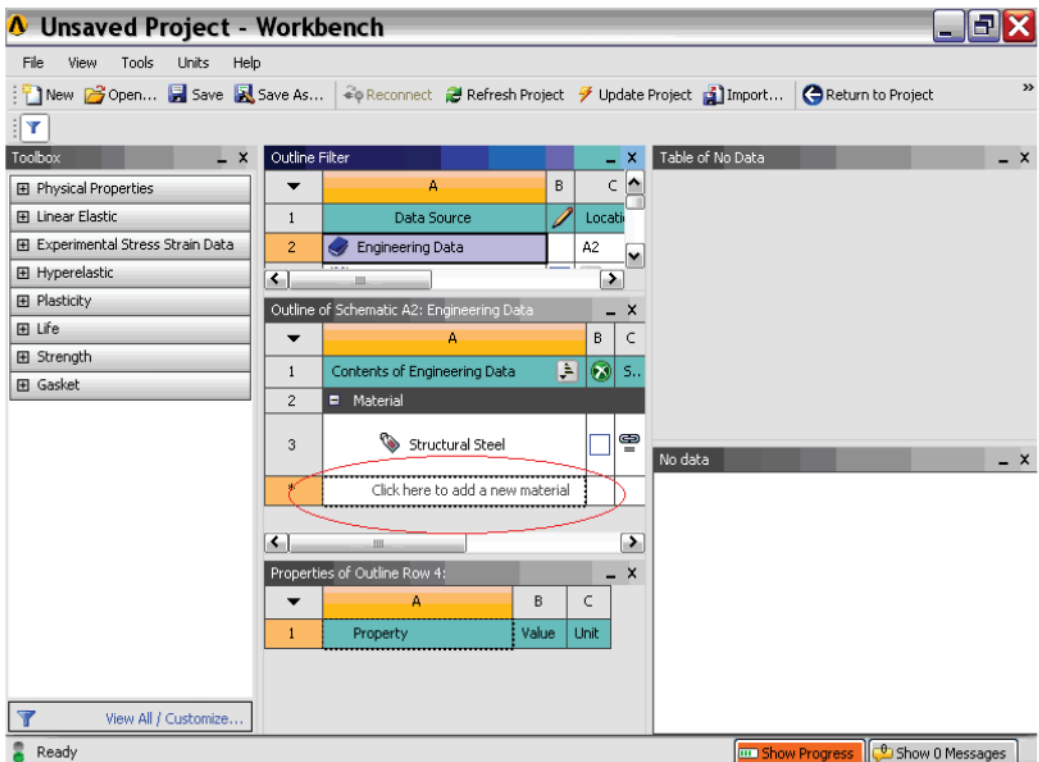 Unsaved Project - Workbench
File View Tools Units Help
New Open... Save Save As... Reconnect Refresh Project Update Project Import... Return to Project »
Toolbox
Physical Properties
Linear Elastic
Experimental Stress Strain Data
Hyperelastic
Plasticity
Life
Strength
Gasket
View All / Customize...
Outline Filter
A B C
1 Data Source Locati
2 Engineering Data A2
Outline of Schematic A2: Engineering Data
A B C
1 Contents of Engineering Data S..
2 Material
3 Structural Steel
* Click here to add a new material
Properties of Outline Row 4:
A B C
1 Property Value Unit
Table of No Data
No data
Ready
Show Progress Show 0 Messages